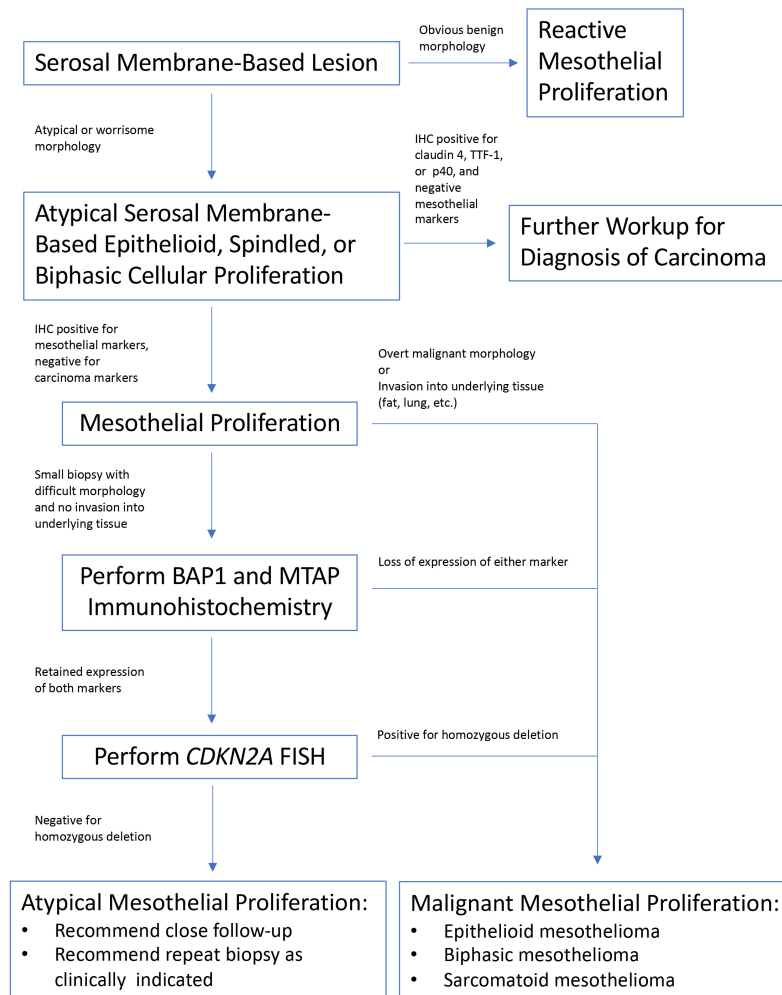 Serosal Membrane-Based Lesion
Obvious benign
morphology
Reactive
Mesothelial
Proliferation
Atypical or worrisome
morphology
IHC positive for
claudin 4, TTF-1,
or p40, and
negative
mesothelial
markers
Atypical Serosal Membrane-
Based Epithelioid, Spindled, or
Biphasic Cellular Proliferation
Further Workup for
Diagnosis of Carcinoma
IHC positive for
mesothelial markers,
negative for
carcinoma markers
Overt malignant morphology
or
Invasion into underlying tissue
(fat, lung, etc.)
Mesothelial Proliferation
Small biopsy with
difficult morphology
and no invasion into
underlying tissue
Perform BAP1 and MTAP
Immunohistochemistry
Loss of expression of either marker
Retained expression
of both markers
Perform CDKN2A FISH
Positive for homozygous deletion
Negative for
homozygous deletion
Atypical Mesothelial Proliferation:
• Recommend close follow-up
• Recommend repeat biopsy as
clinically indicated
Malignant Mesothelial Proliferation:
• Epithelioid mesothelioma
• Biphasic mesothelioma
• Sarcomatoid mesothelioma